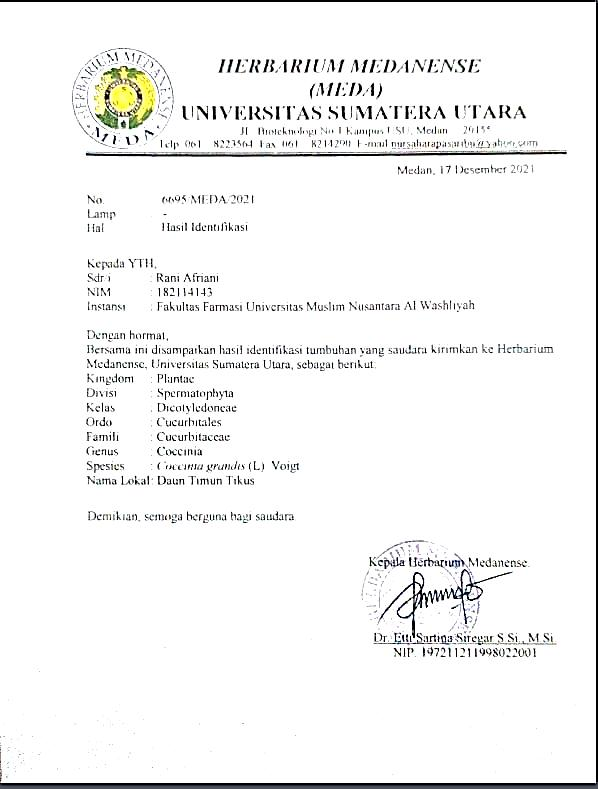 HERBARIUM MEDANENSE
(MEDA)
UNIVERSITAS SUMATERA UTARA
JL. Bioteknologi No.1 Kampus USU, Medan – 20155
Telp. 061 – 8223564 Fax. 061 – 8214290 E-mail.nursaharapasaribu@yahoo.com
HERBARIUM MEDANENSE
MEDA
Medan, 17 Desember 2021
No. : 6695/MEDA/2021
Lamp : -
Hal : Hasil Identifikasi
Kepada YTH,
Sdr/i : Rani Afriani
NIM : 182114143
Instansi : Fakultas Farmasi Universitas Muslim Nusantara Al Washliyah
Dengan hormat,
Bersama ini disampaikan hasil identifikasi tumbuhan yang saudara kirimkan ke Herbarium
Medanense, Universitas Sumatera Utara, sebagai berikut:
Kingdom : Plantae
Divisi : Spermatophyta
Kelas : Dicotyledoneae
Ordo : Cucurbitales
Famili : Cucurbitaceae
Genus : Coccinia
Spesies : Coccinia grandis (L) Voigt
Nama Lokal: Daun Timun Tikus
Demikian, semoga berguna bagi saudara.
Kepala Herbarium Medanense.
Dr. Etti Sartina Siregar S.Si., M.Si.
NIP. 197211211998022001